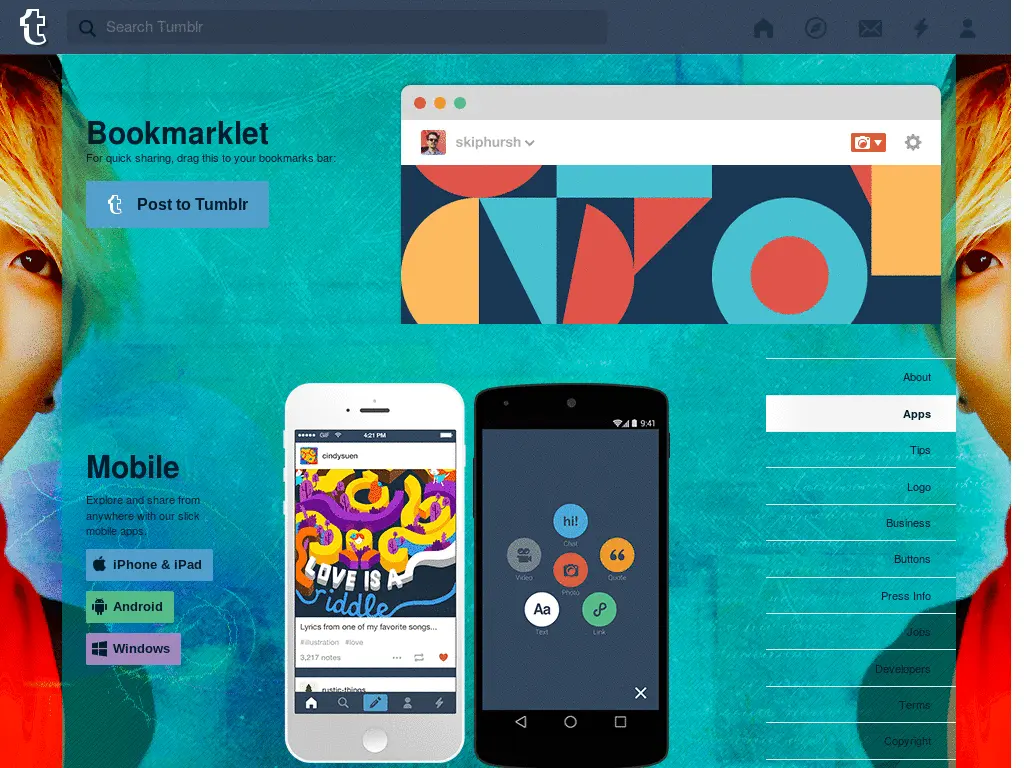 Search Tumblr
Bookmarklet
For quick sharing, drag this to your bookmarks bar:
t Post to Tumblr
skiphursh
Mobile
Explore and share from
anywhere with our slick
mobile apps.
iPhone & iPad
Android
Windows
GIF 4:21 PM
cindysuen
LOVE IS A
riddle
Lyrics from one of my favorite songs...
#illustration #love
3,217 notes
rustic-things
9:41
hi!
Chat
Video
Photo
Quote
Aa
Text
Link
About
Apps
Tips
Logo
Business
Buttons
Press Info
Jobs
Developers
Terms
Copyright